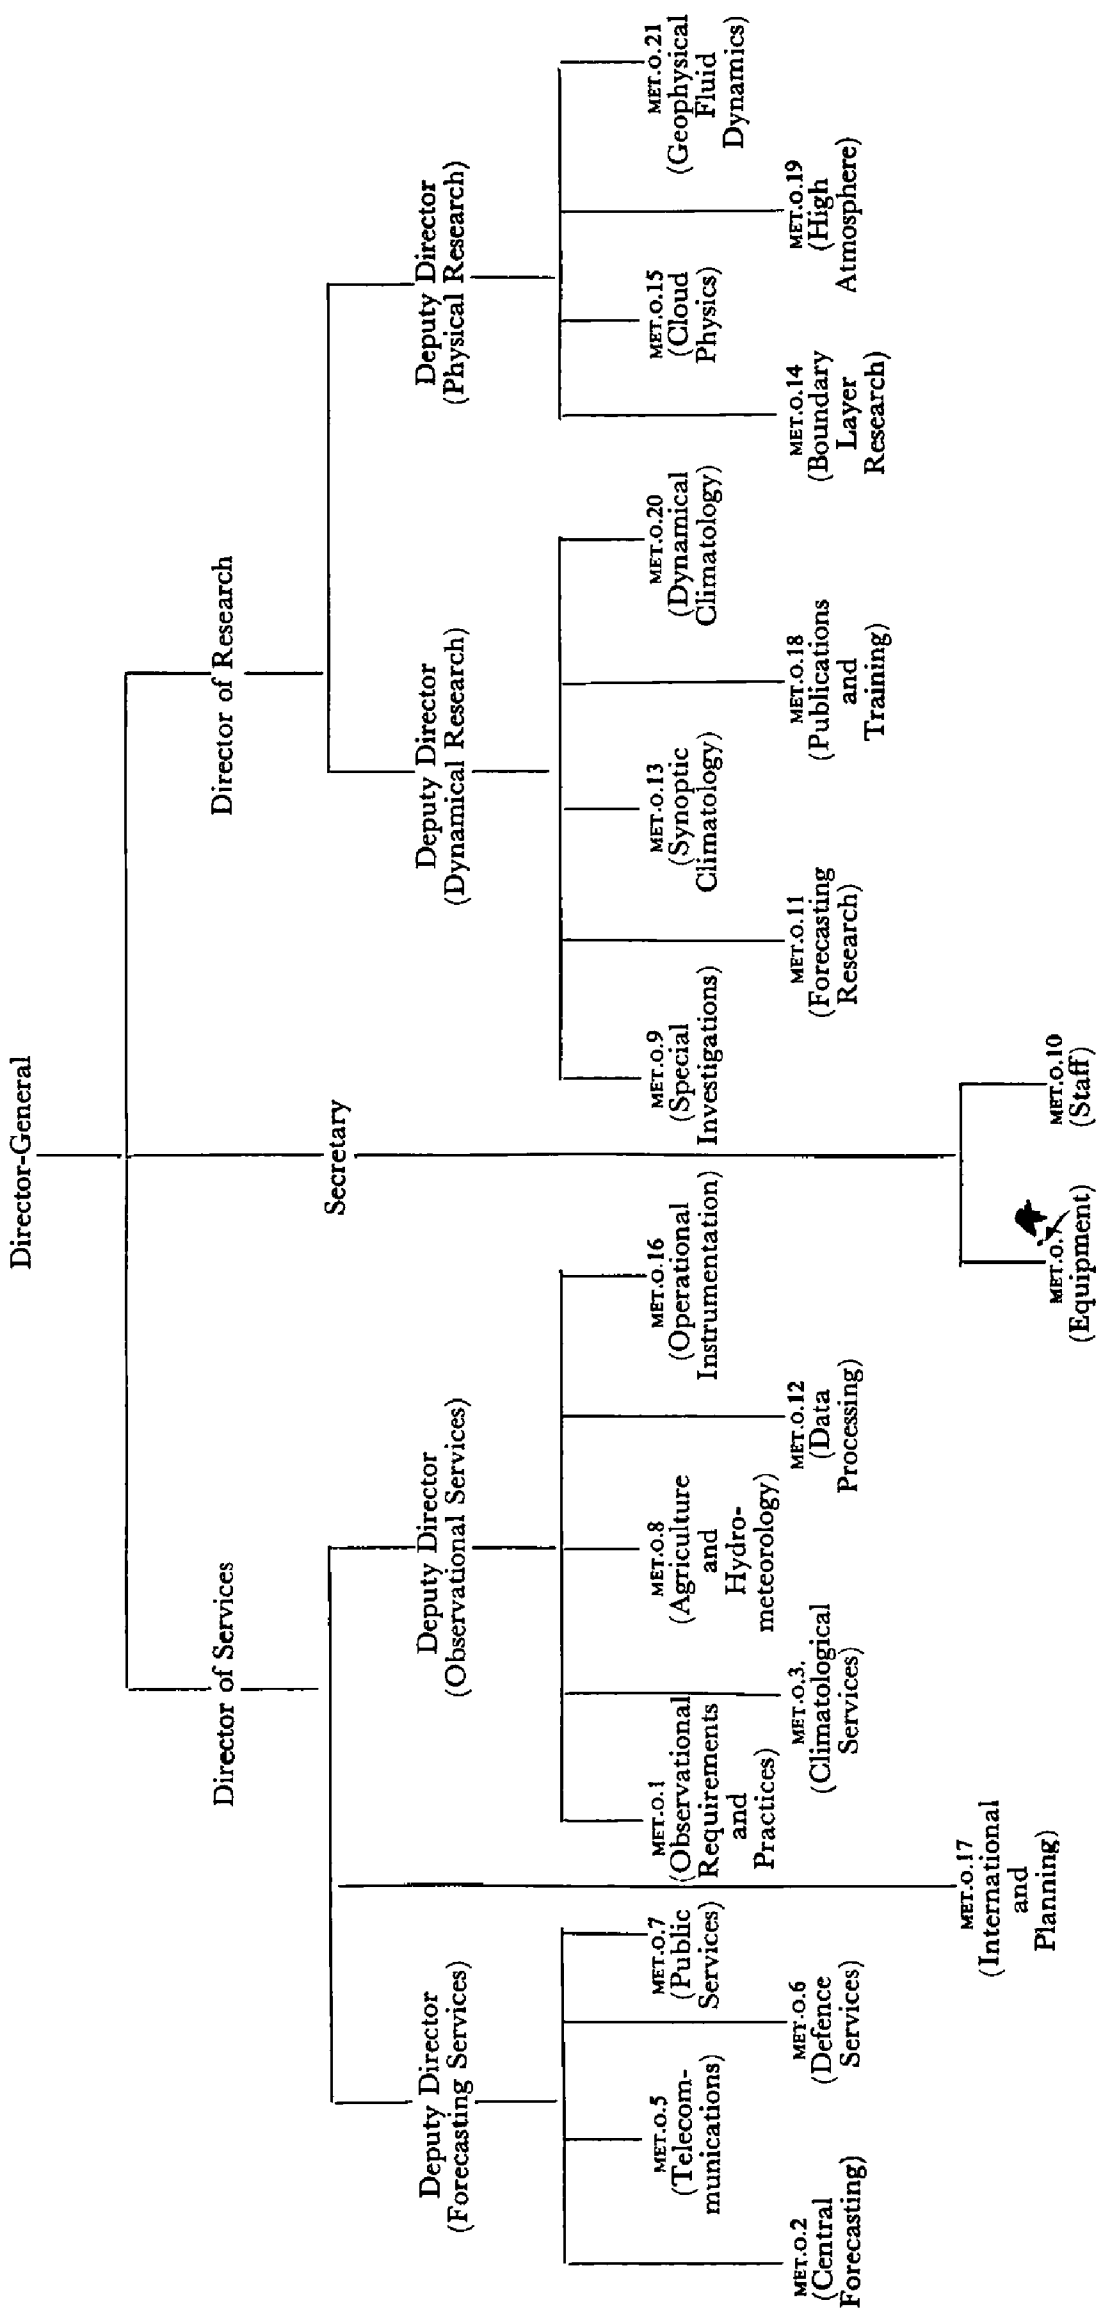 Director-General
Director of Services
Director of Research
Secretary
Deputy Director
(Forecasting Services)
Deputy Director
(Observational Services)
Deputy Director
(Dynamical Research)
Deputy Director
(Physical Research)
MET.O.2
(Central
Forecasting)
MET.O.5
(Telecom-
munications)
MET.O.6
(Defence
Services)
MET.O.7
(Public
Services)
MET.O.17
(International
and
Planning)
MET.O.1
(Observational
Requirements
and
Practices)
MET.O.3.
(Climatological
Services)
MET.O.8
(Agriculture
and
Hydro-
meteorology)
MET.O.12
(Data
Processing)
MET.O.16
(Operational
Instrumentation)
MET.O.
(Equipment)
MET.O.10
(Staff)
MET.O.9
(Special
Investigations)
MET.O.11
(Forecasting
Research)
MET.O.13
(Synoptic
Climatology)
MET.O.18
(Publications
and
Training)
MET.O.20
(Dynamical
Climatology)
MET.O.14
(Boundary
Layer
Research)
MET.O.15
(Cloud
Physics)
MET.O.19
(High
Atmosphere)
MET.O.21
(Geophysical
Fluid
Dynamics)